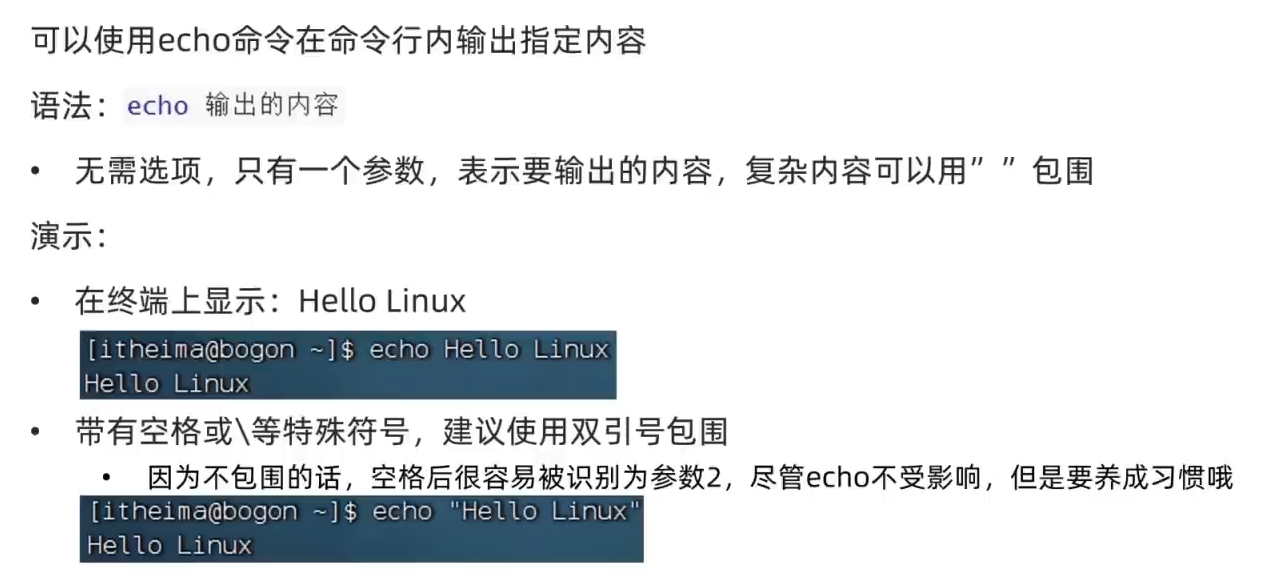 可以使用echo命令在命令行内输出指定内容
语法：echo 输出的内容
• 无需选项，只有一个参数，表示要输出的内容，复杂内容可以用””包围
演示：
• 在终端上显示：Hello Linux
[itheima@bogon ~]$ echo Hello Linux
Hello Linux
• 带有空格或\等特殊符号，建议使用双引号包围
• 因为不包围的话，空格后很容易被识别为参数2，尽管echo不受影响，但是要养成习惯哦
[itheima@bogon ~]$ echo "Hello Linux"
Hello Linux